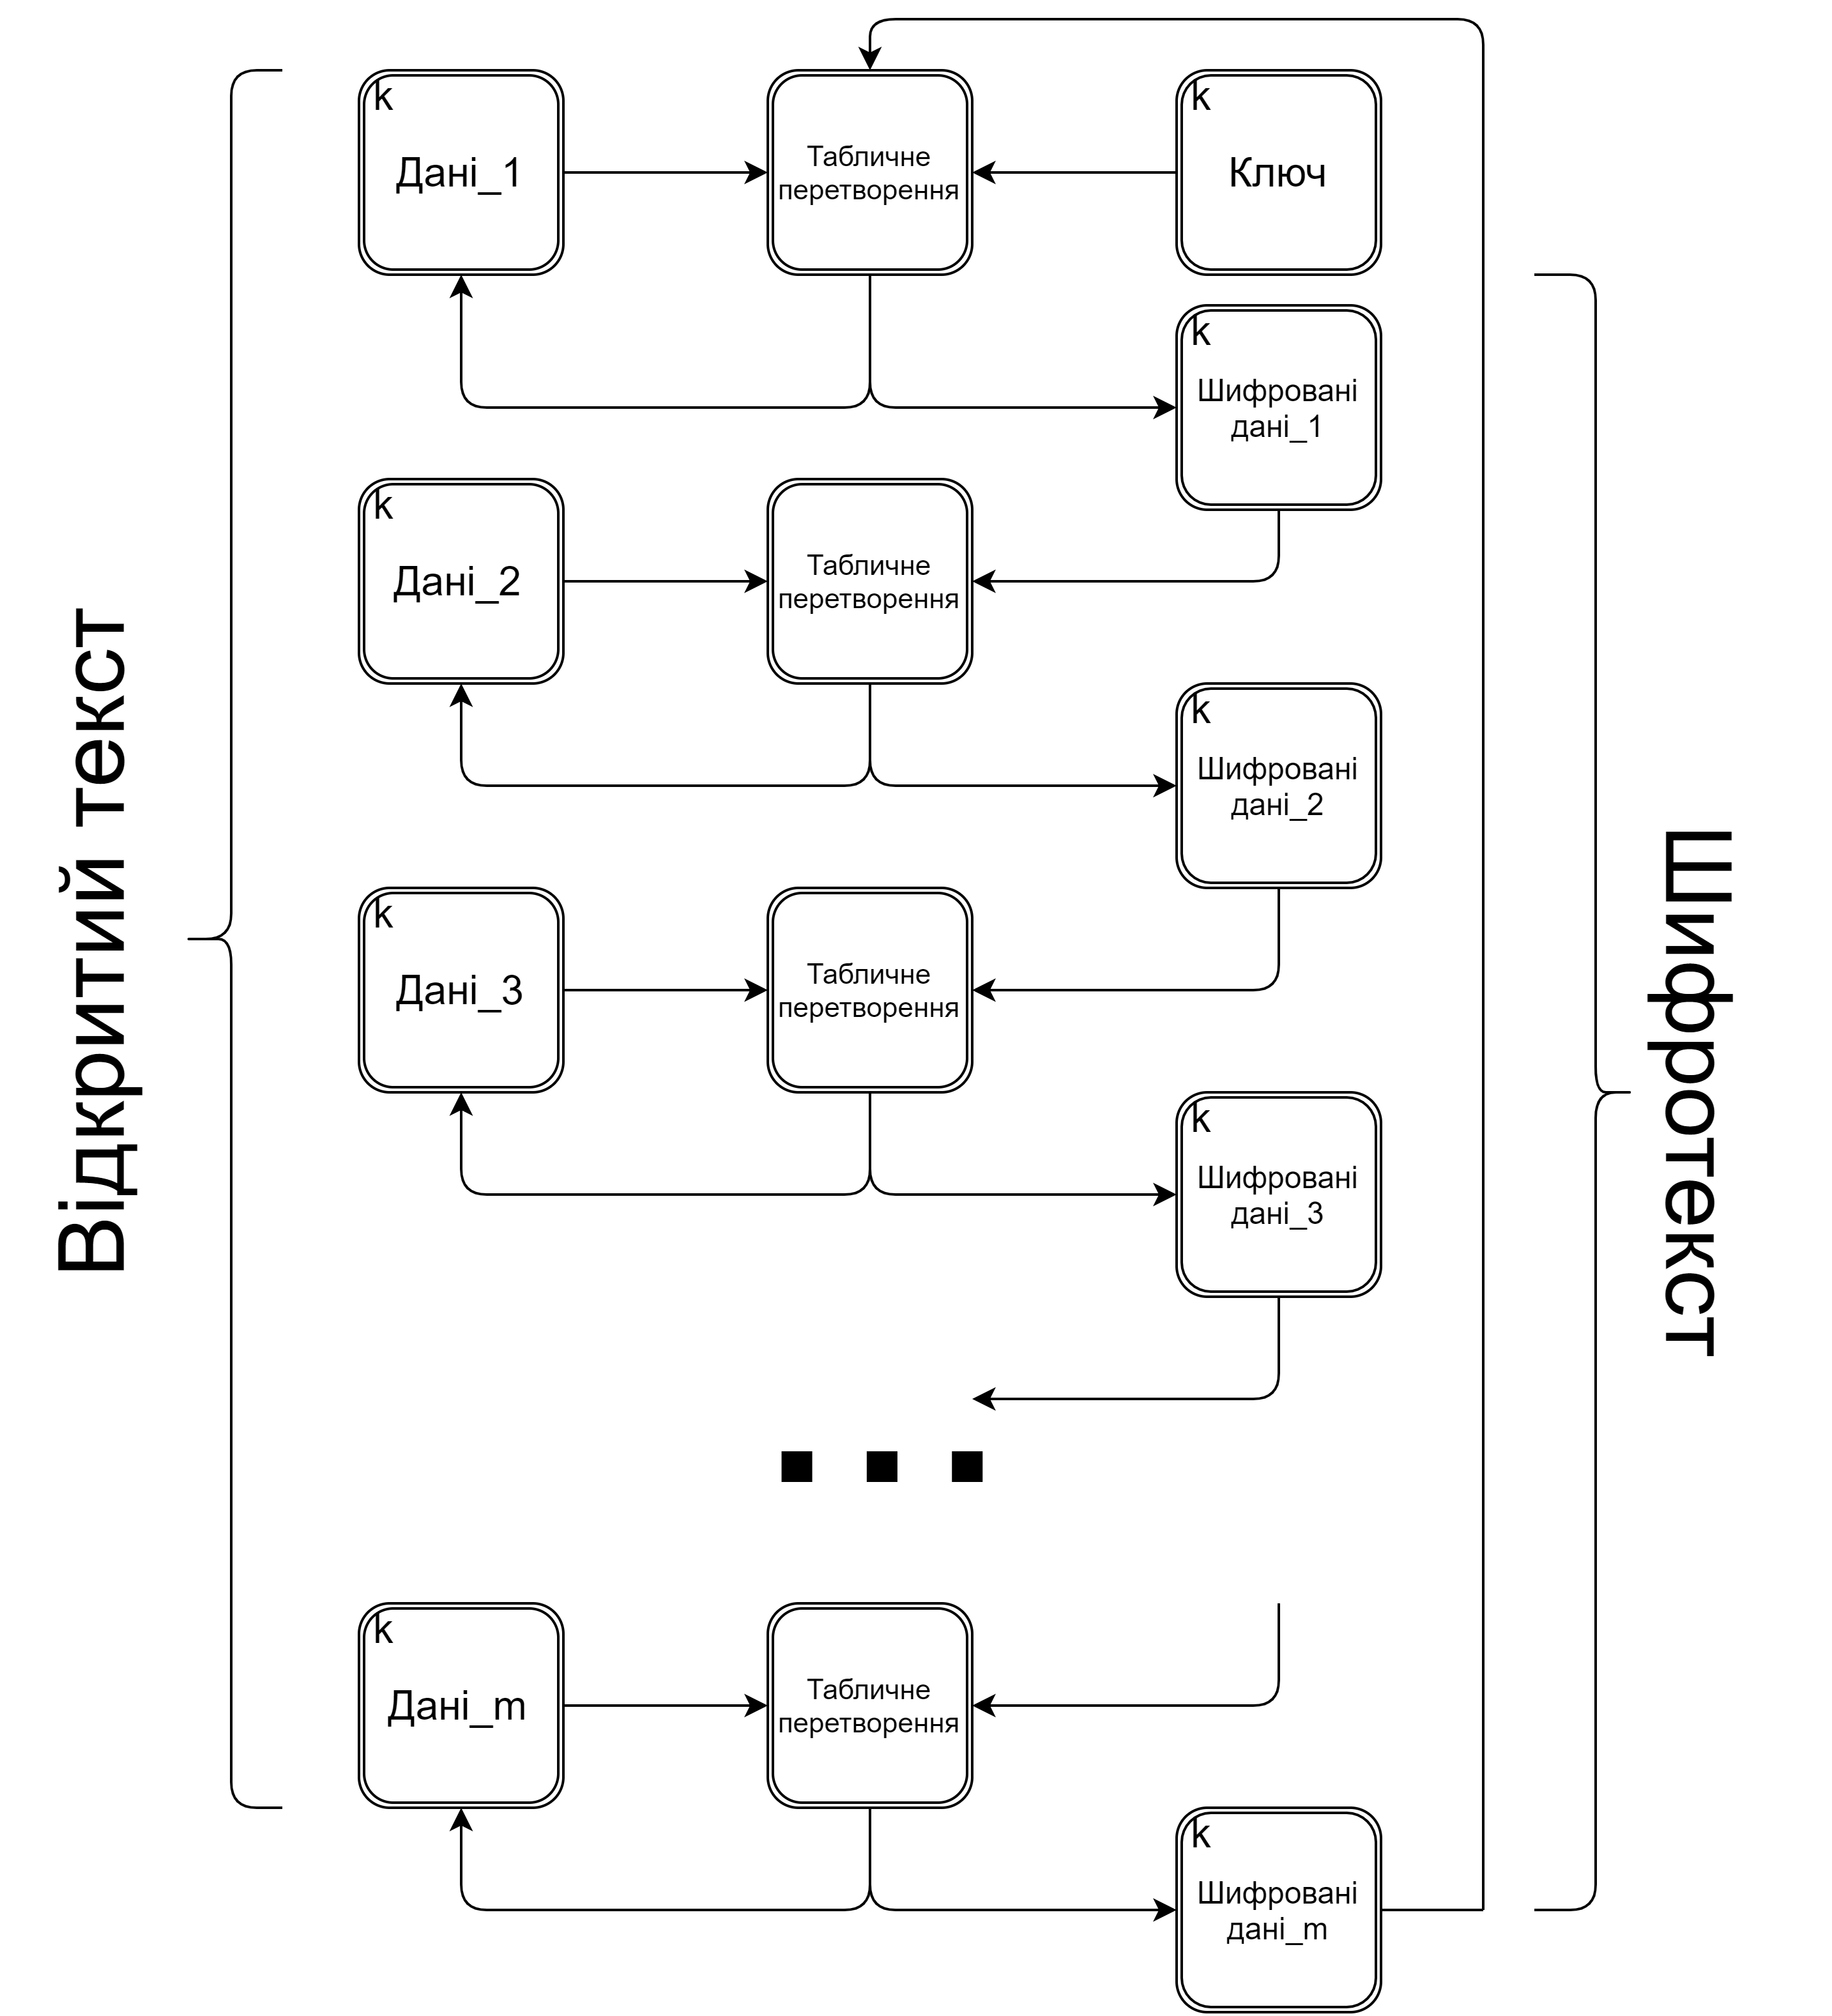 k
Дані_1
Табличне
перетворення
k
Ключ
k
Шифровані
дані_1
k
Дані_2
Табличне
перетворення
k
Шифровані
дані_2
k
Дані_3
Табличне
перетворення
k
Шифровані
дані_3
k
Дані_m
Табличне
перетворення
k
Шифровані
дані_m
Відкритий текст
Шифротекст